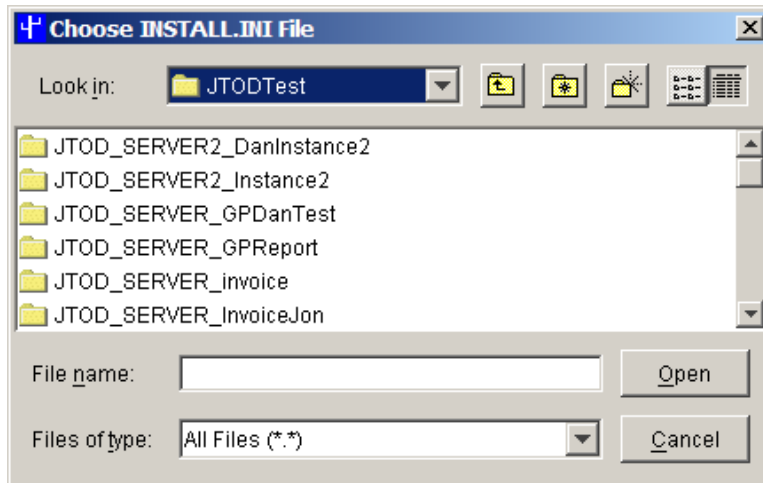 Choose INSTALL.INI File
Look in: JTODTest
JTOD_SERVER2_DanInstance2
JTOD_SERVER2_Instance2
JTOD_SERVER_GPDanTest
JTOD_SERVER_GPReport
JTOD_SERVER_invoice
JTOD_SERVER_InvoiceJon
File name: Open
Files of type: All Files (*.*) Cancel